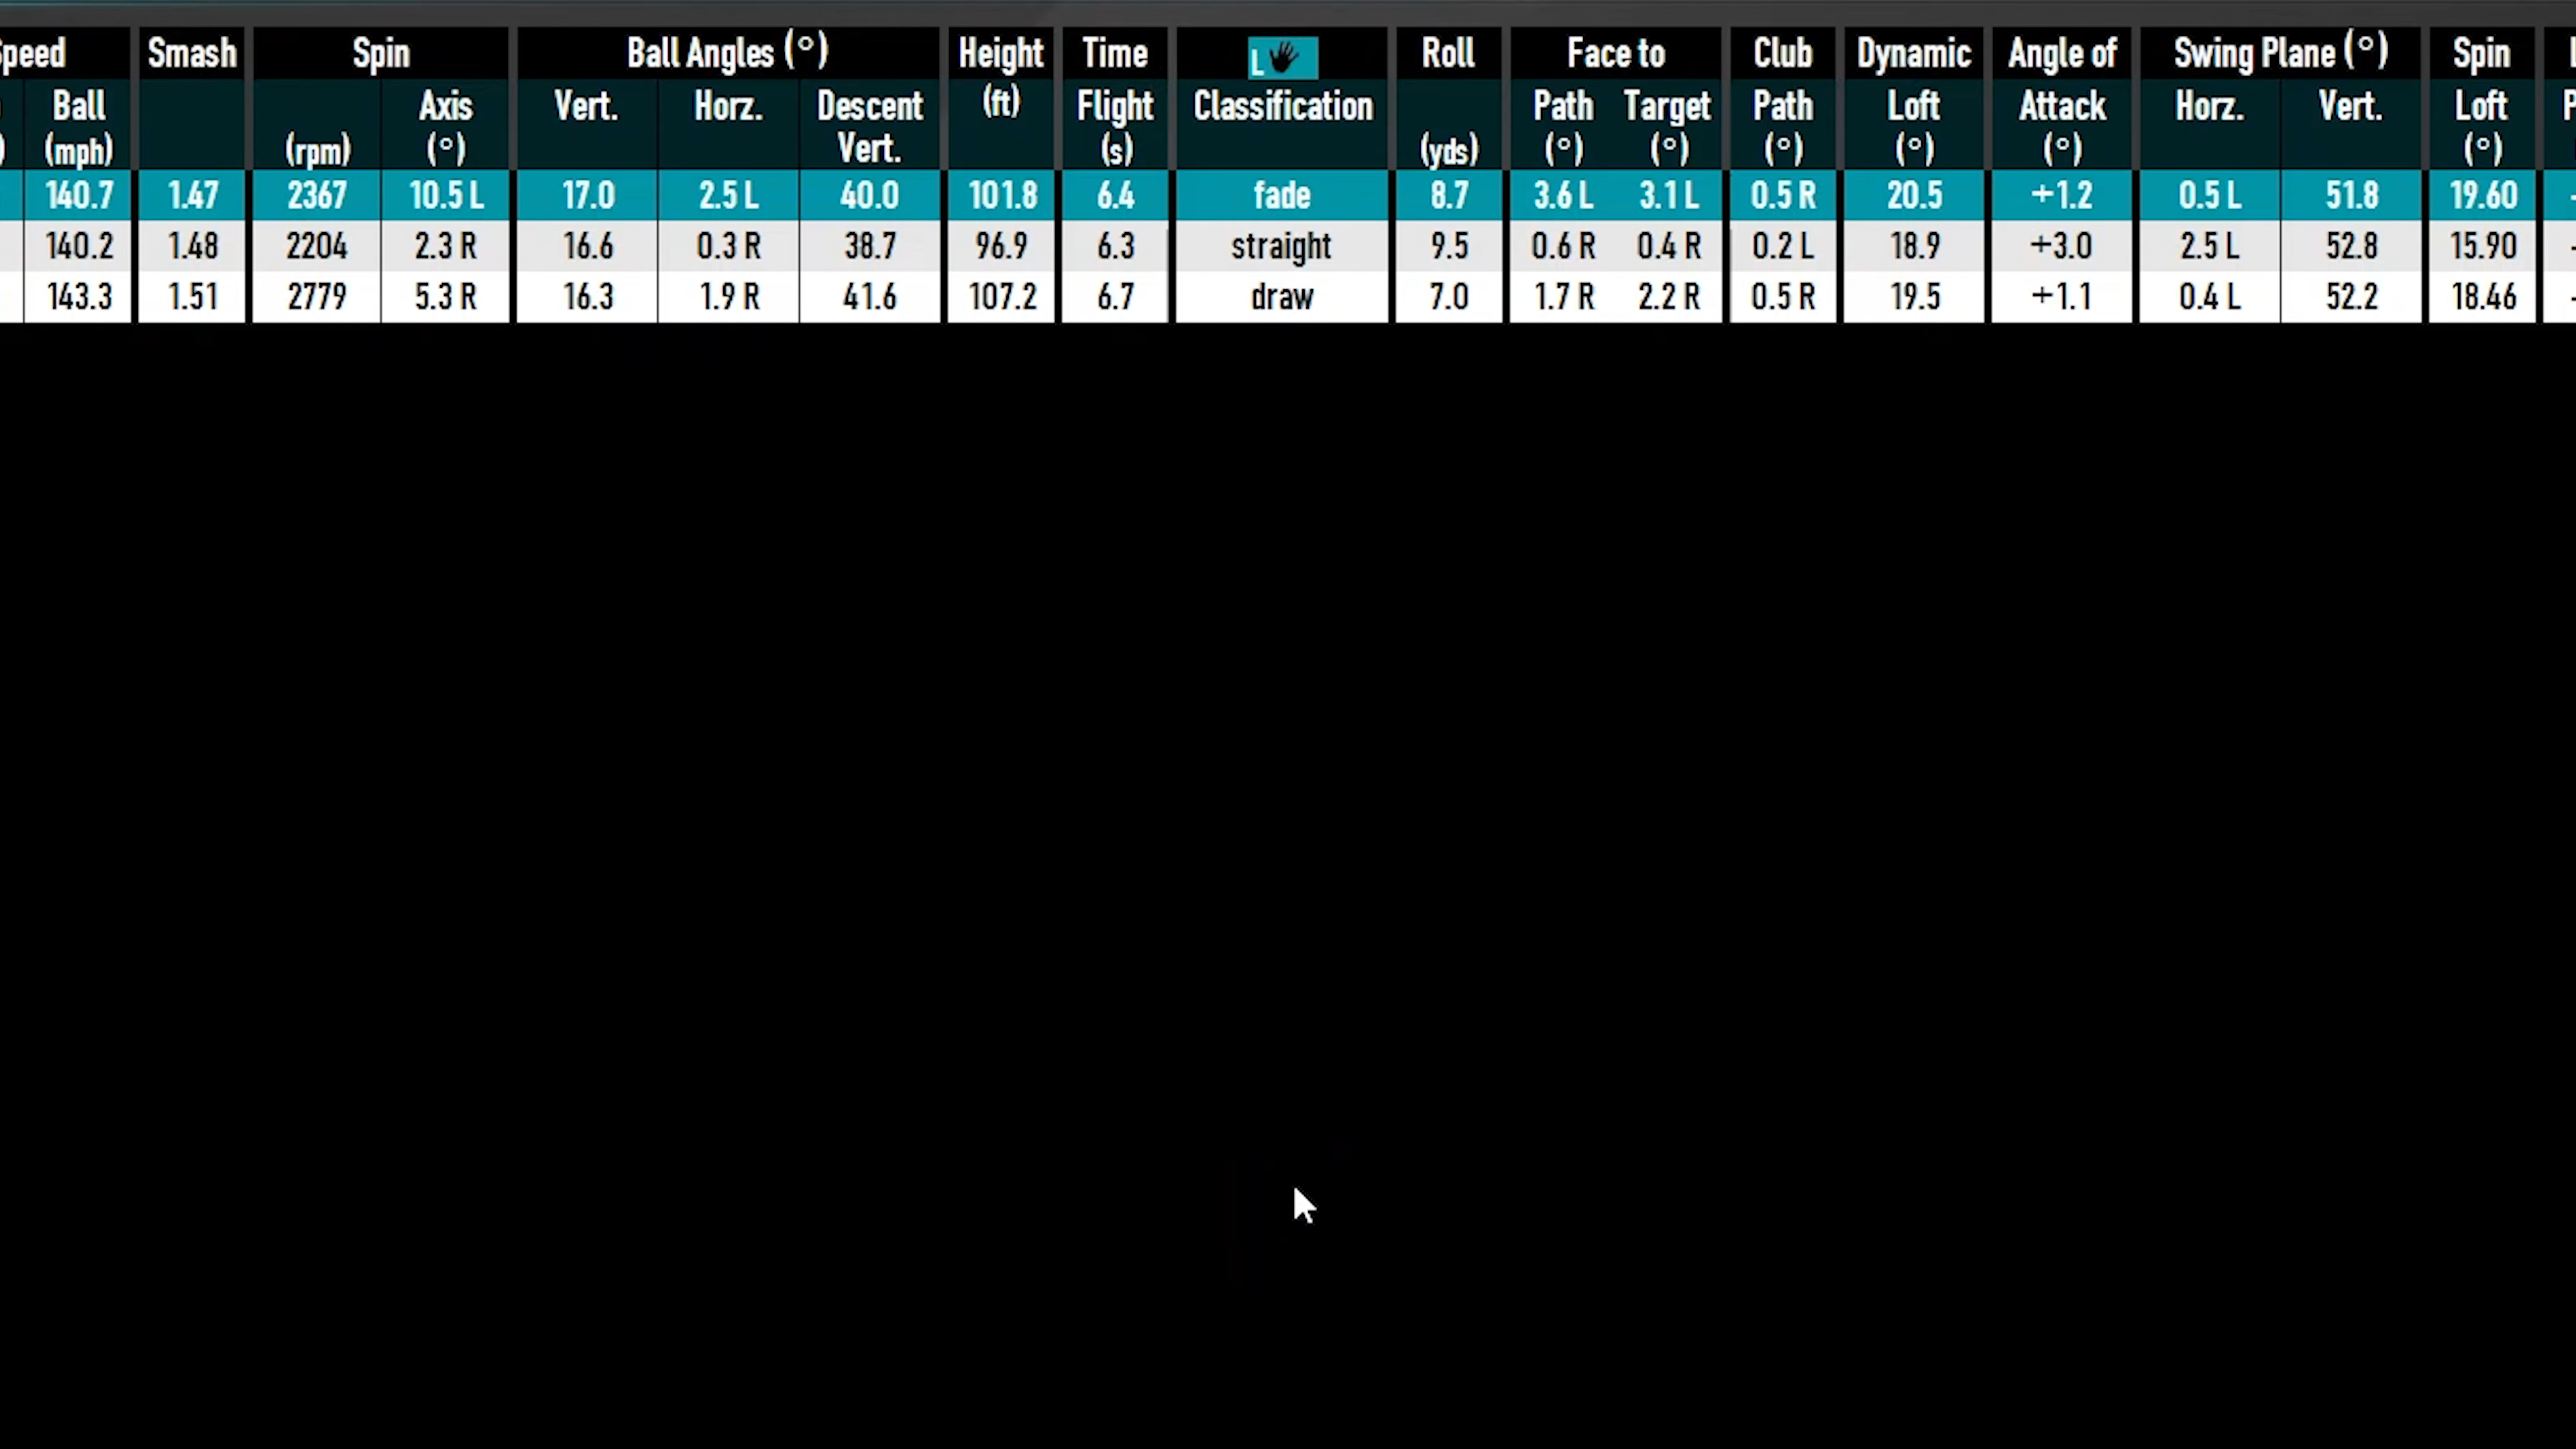 Speed Smash Spin Ball Angles (°) Height Time L Roll Face to Club Dynamic Angle of Swing Plane (°) Spin
Ball Axis Vert. Horz. Descent (ft) Flight Classification Path Target Path Loft Attack Horz. Vert. Loft
(mph) (rpm) (°) Vert. (s) (yds) (°) (°) (°) (°) (°) (°)
140.7 1.47 2367 10.5 L 17.0 2.5 L 40.0 101.8 6.4 fade 8.7 3.6 L 3.1 L 0.5 R 20.5 +1.2 0.5 L 51.8 19.60
140.2 1.48 2204 2.3 R 16.6 0.3 R 38.7 96.9 6.3 straight 9.5 0.6 R 0.4 R 0.2 L 18.9 +3.0 2.5 L 52.8 15.90
143.3 1.51 2779 5.3 R 16.3 1.9 R 41.6 107.2 6.7 draw 7.0 1.7 R 2.2 R 0.5 R 19.5 +1.1 0.4 L 52.2 18.46